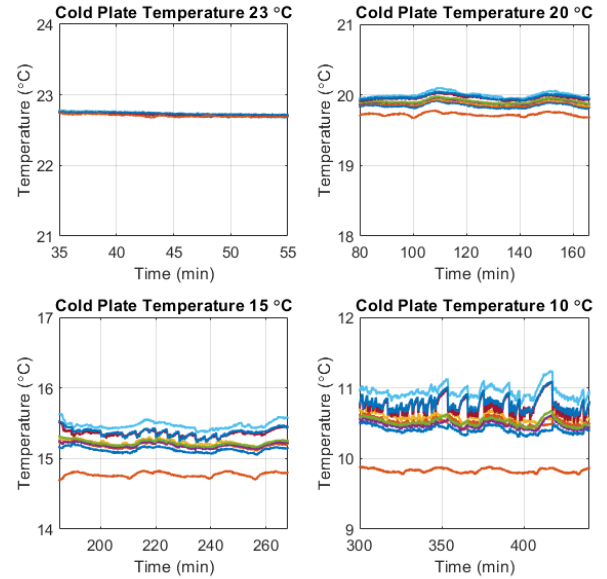 Cold Plate Temperature 23 °C
24
23
22
21
Temperature (°C)
35 40 45 50 55
Time (min)
Cold Plate Temperature 20 °C
21
20
19
18
Temperature (°C)
80 100 120 140 160
Time (min)
Cold Plate Temperature 15 °C
17
16
15
14
Temperature (°C)
200 220 240 260
Time (min)
Cold Plate Temperature 10 °C
12
11
10
9
Temperature (°C)
300 350 400
Time (min)